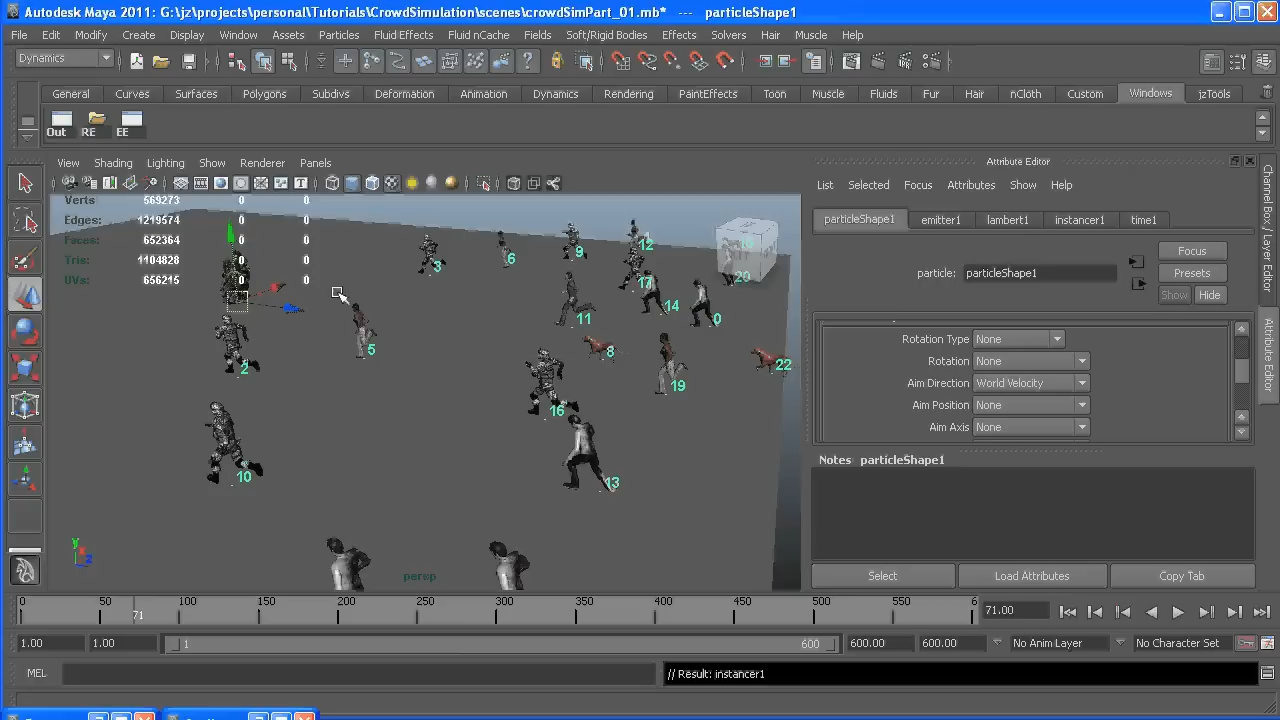 Autodesk Maya 2011: G:\jz\projects\personal\Tutorials\CrowdSimulation\scenes\crowdSimPart_01.mb* --- particleShape1
File Edit Modify Create Display Window Assets Particles Fluid Effects Fluid nCache Fields Soft/Rigid Bodies Effects Solvers Hair Muscle Help
Dynamics
General Curves Surfaces Polygons Subdivs Deformation Animation Dynamics Rendering PaintEffects Toon Muscle Fluids Fur Hair nCloth Custom Windows jzTools
Out RE EE
View Shading Lighting Show Renderer Panels
Attribute Editor
List Selected Focus Attributes Show Help
particleShape1 emitter1 lambert1 instancer1 time1
Focus
particle: particleShape1 Presets
Show Hide
Verts 569273 0 0
Edges: 1219574 0 0
Faces: 652364 0 0
Tris: 1104828 0 0
UVs: 656215 0 0
3 6 9 12 17 20
11 14 0
5 8 22
2 19
16
10 13
Rotation Type None
Rotation None
Aim Direction World Velocity
Aim Position None
Aim Axis None
Notes particleShape1
Select Load Attributes Copy Tab
Channel Box / Layer Editor
Attribute Editor
y
z
persp
0 50 71 100 150 200 250 300 350 400 450 500 550 6
71.00
1.00 1.00 1 600 600.00 600.00 No Anim Layer No Character Set
MEL // Result: instancer1